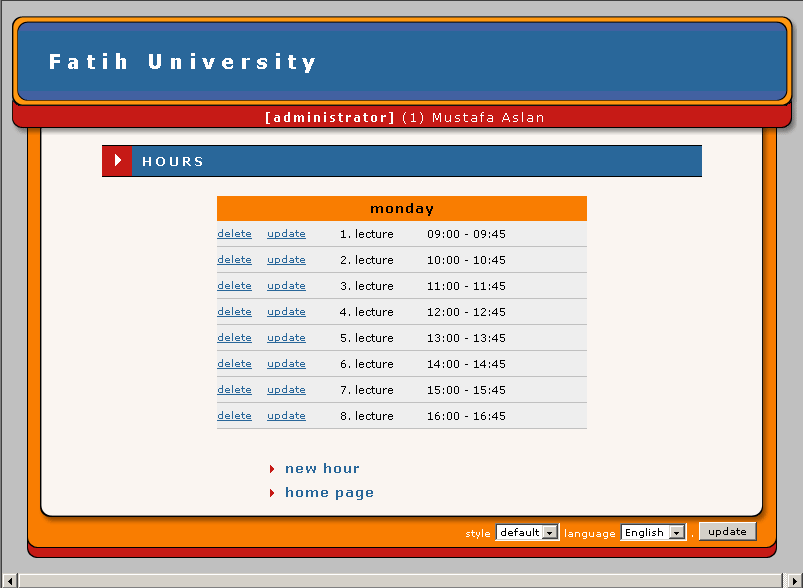 Fatih University
[administrator] (1) Mustafa Aslan
HOURS
monday
delete update 1. lecture 09:00 - 09:45
delete update 2. lecture 10:00 - 10:45
delete update 3. lecture 11:00 - 11:45
delete update 4. lecture 12:00 - 12:45
delete update 5. lecture 13:00 - 13:45
delete update 6. lecture 14:00 - 14:45
delete update 7. lecture 15:00 - 15:45
delete update 8. lecture 16:00 - 16:45
new hour
home page
style default language English . update